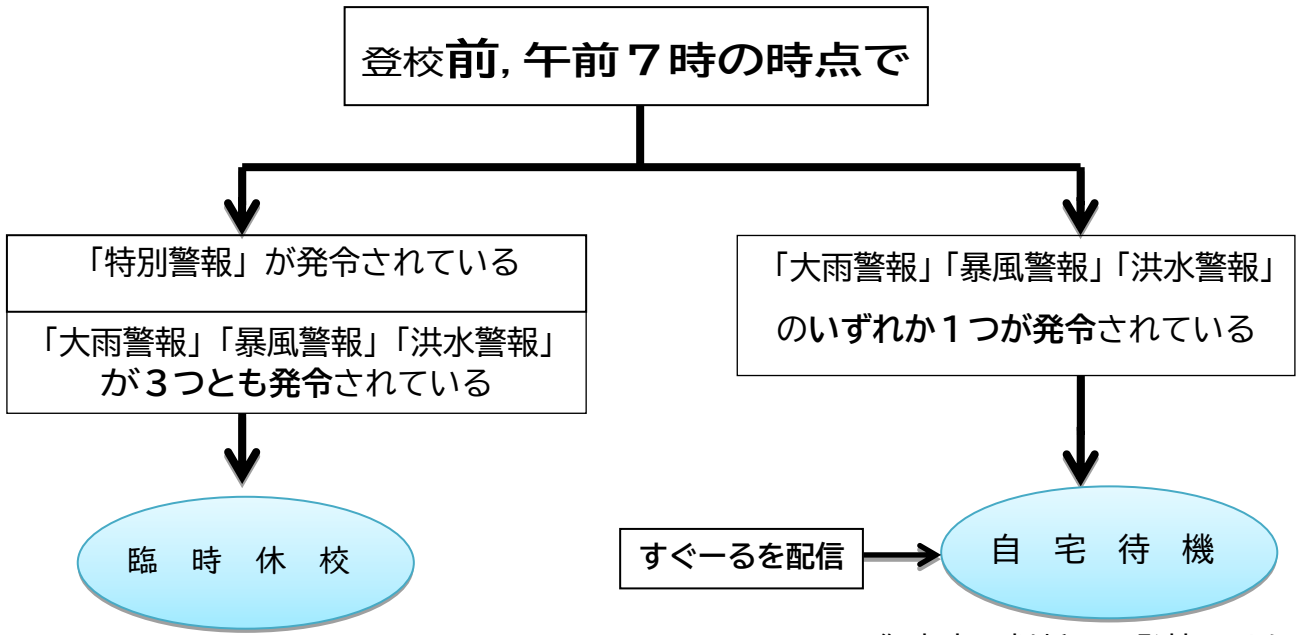 登校前,午前７時の時点で
「特別警報」が発令されている
「大雨警報」「暴風警報」「洪水警報」
が３つとも発令されている
「大雨警報」「暴風警報」「洪水警報」
のいずれか１つが発令されている
臨時休校
すぐーるを配信
自宅待機